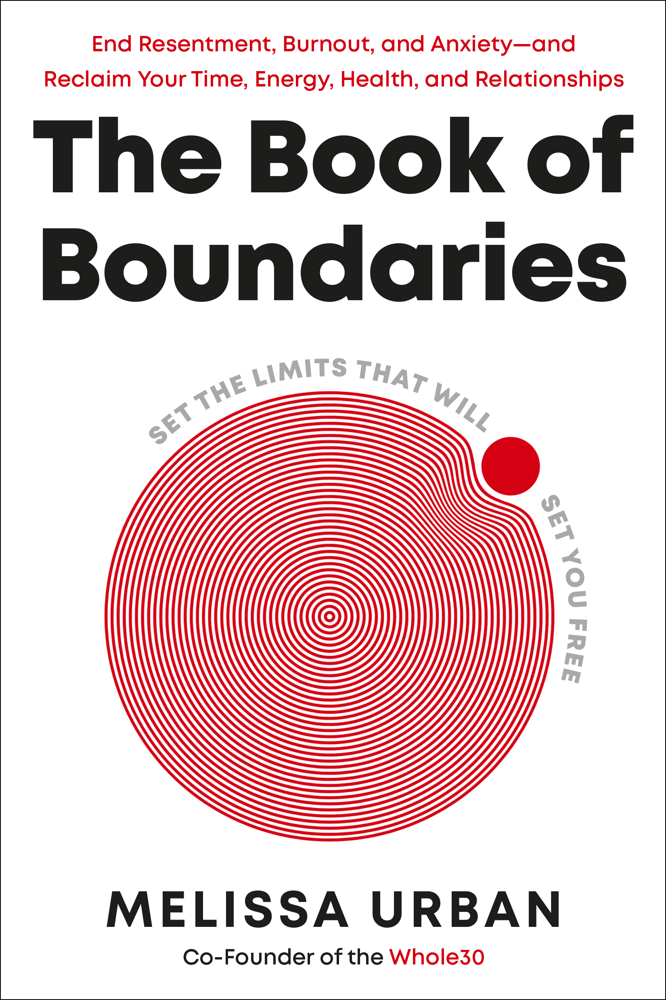 End Resentment, Burnout, and Anxiety—and
Reclaim Your Time, Energy, Health, and Relationships
The Book of
Boundaries
SET THE LIMITS THAT WILL
SET YOU FREE
MELISSA URBAN
Co-Founder of the Whole30